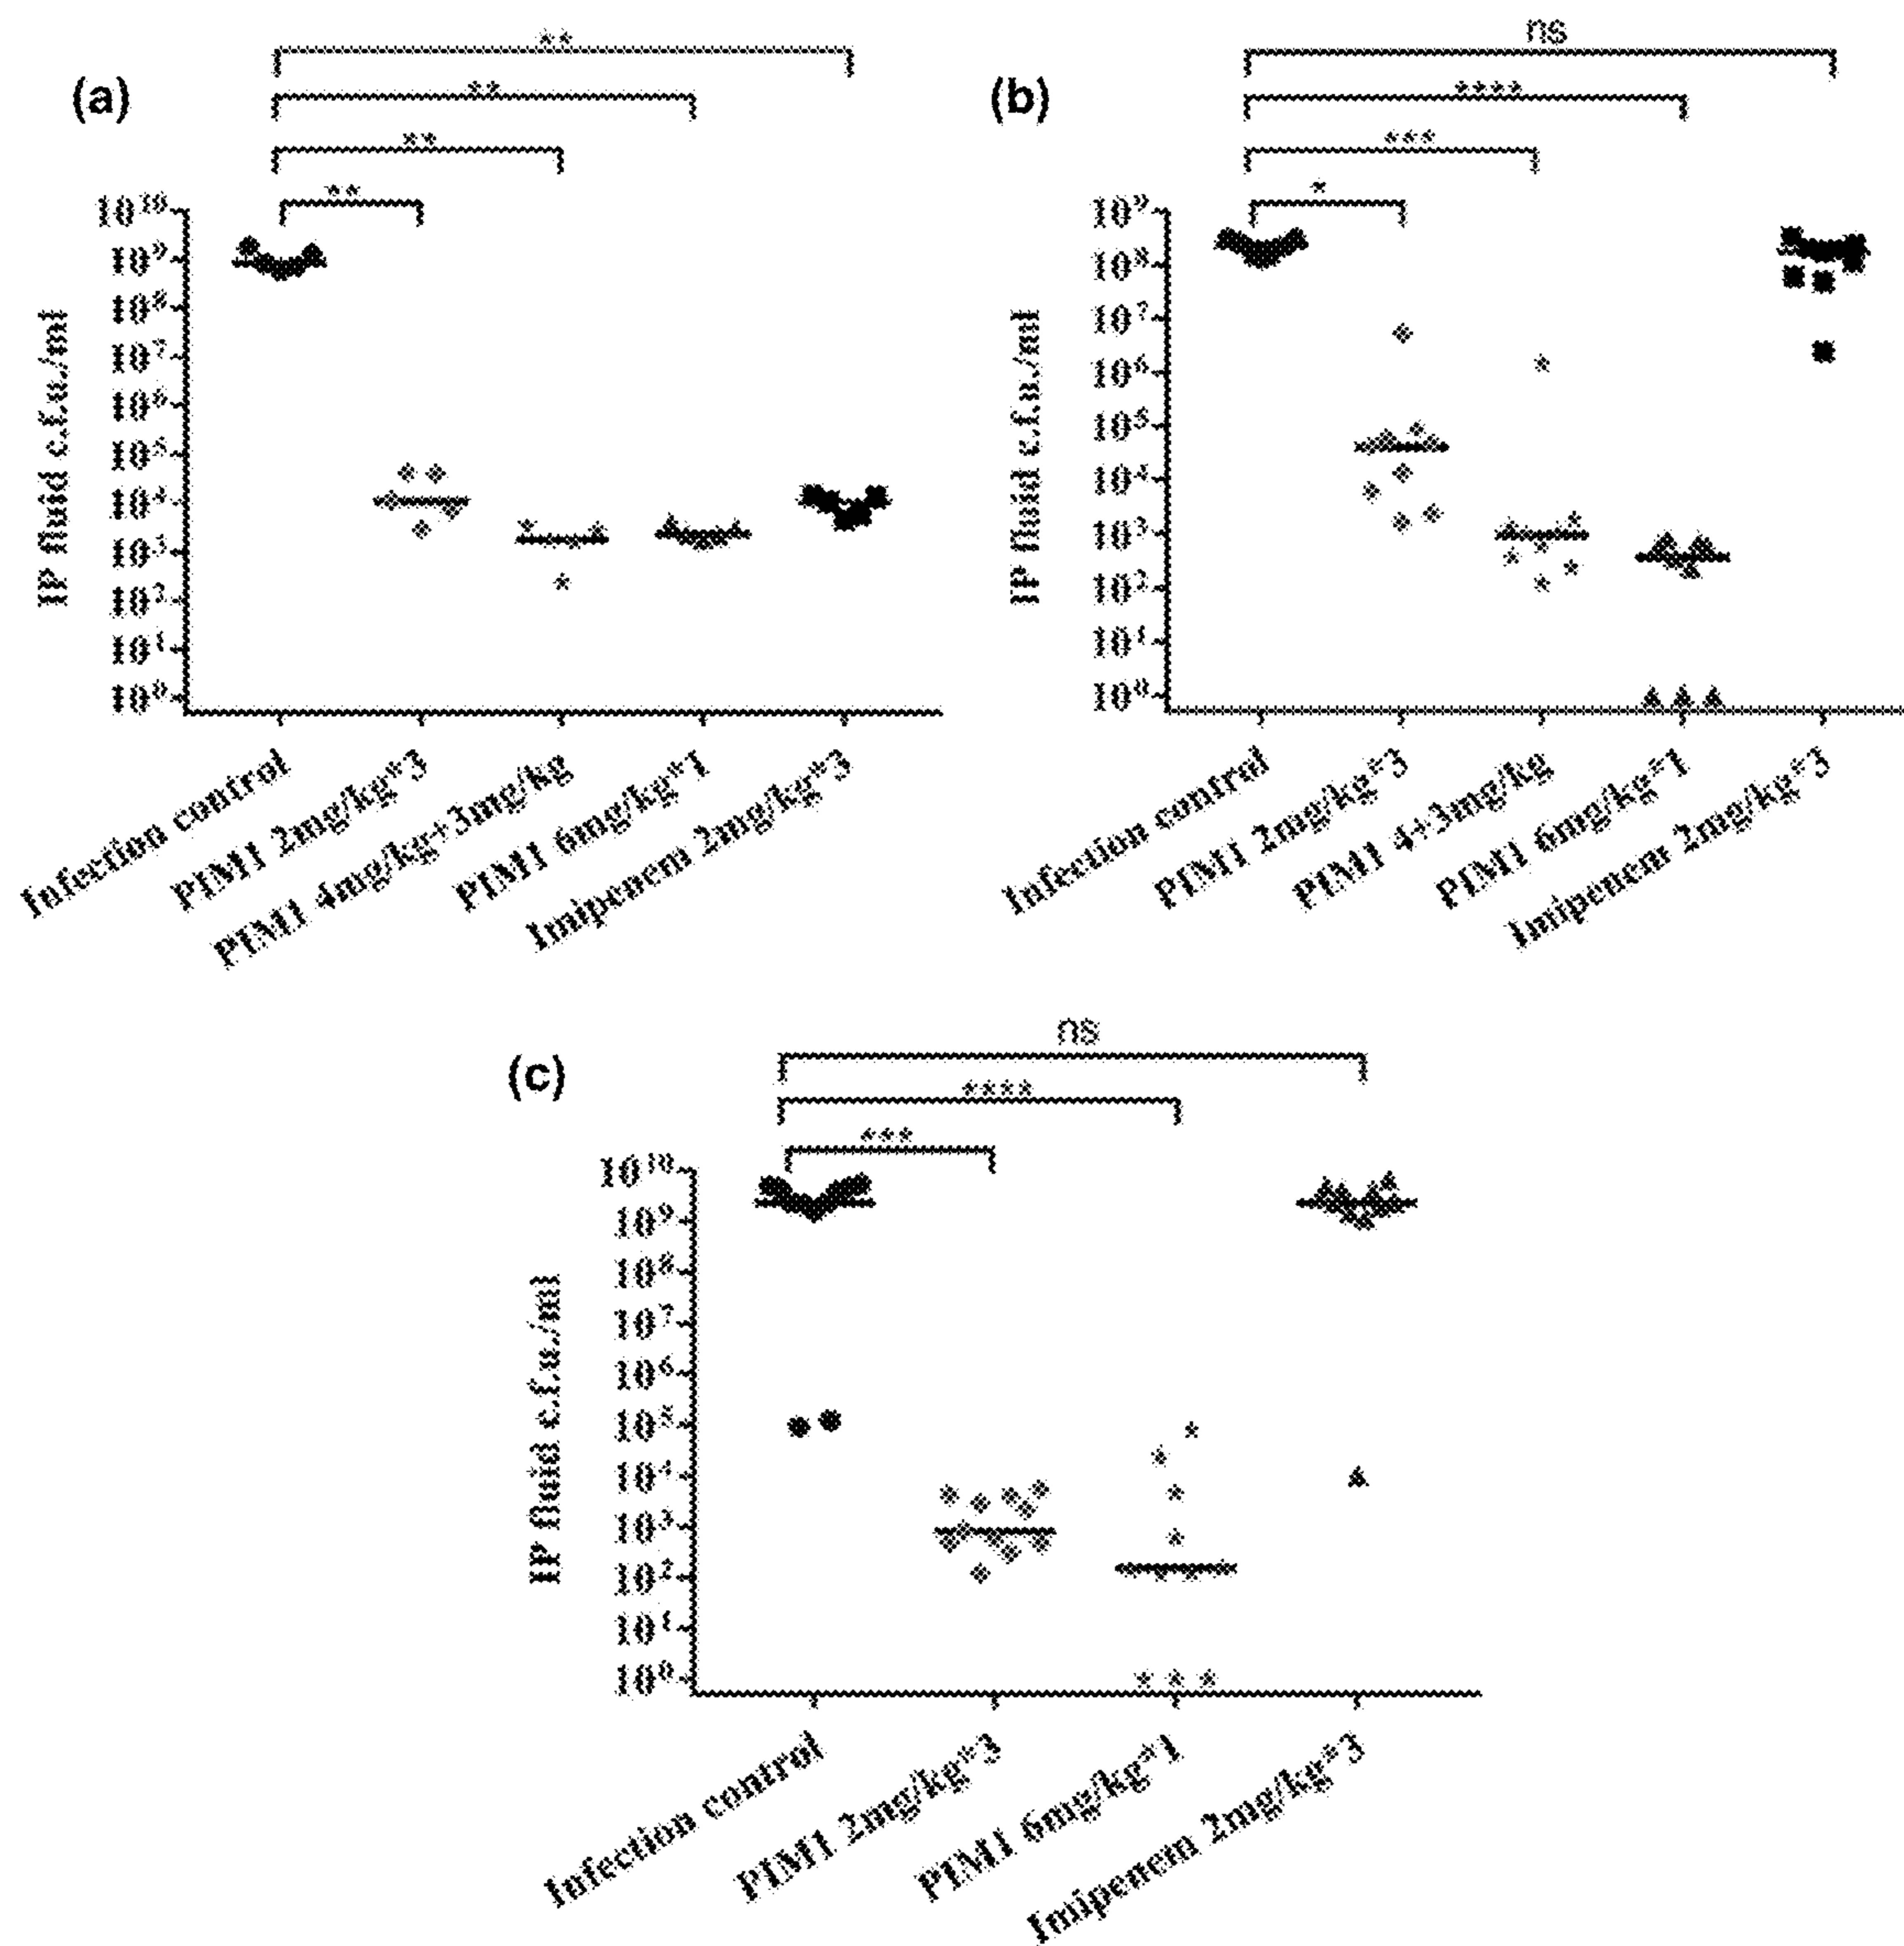 (a)
**
**
**
**
IP fluid c.f.u./ml
10¹⁰
10⁹
10⁸
10⁷
10⁶
10⁵
10⁴
10³
10²
10¹
10⁰
Infection control
PIM1 2mg/kg*3
PIM1 4mg/kg+3mg/kg
PIM1 6mg/kg*1
Imipenem 2mg/kg*3
(b)
ns
****
***
*
IP fluid c.f.u./ml
10⁹
10⁸
10⁷
10⁶
10⁵
10⁴
10³
10²
10¹
10⁰
Infection control
PIM1 2mg/kg*3
PIM1 4+3mg/kg
PIM1 6mg/kg*1
Imipenem 2mg/kg*3
(c)
ns
****
***
IP fluid c.f.u./ml
10¹⁰
10⁹
10⁸
10⁷
10⁶
10⁵
10⁴
10³
10²
10¹
10⁰
Infection control
PIM1 2mg/kg*3
PIM1 6mg/kg*1
Imipenem 2mg/kg*3